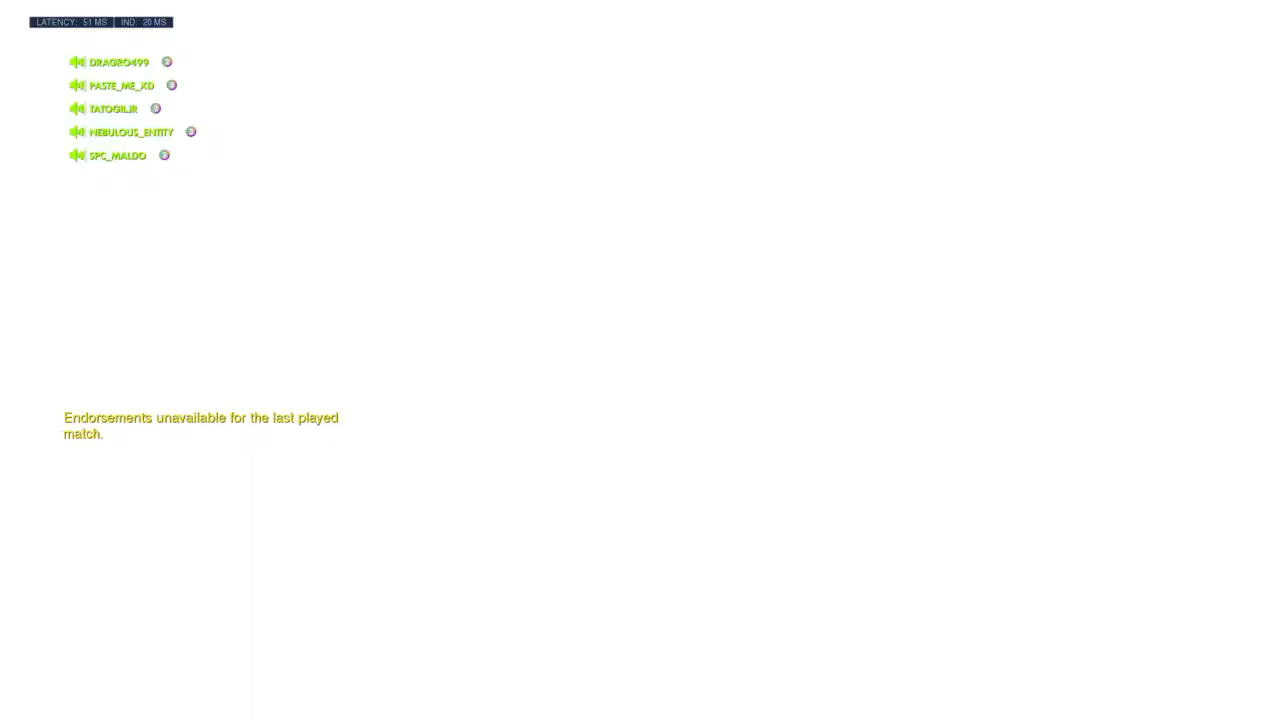 LATENCY: 51 MS | IND: 20 MS
DRAGRO499
PASTE_ME_XD
TATOGILJR
NEBULOUS_ENTITY
SPC_MALDO
Endorsements unavailable for the last played
match.